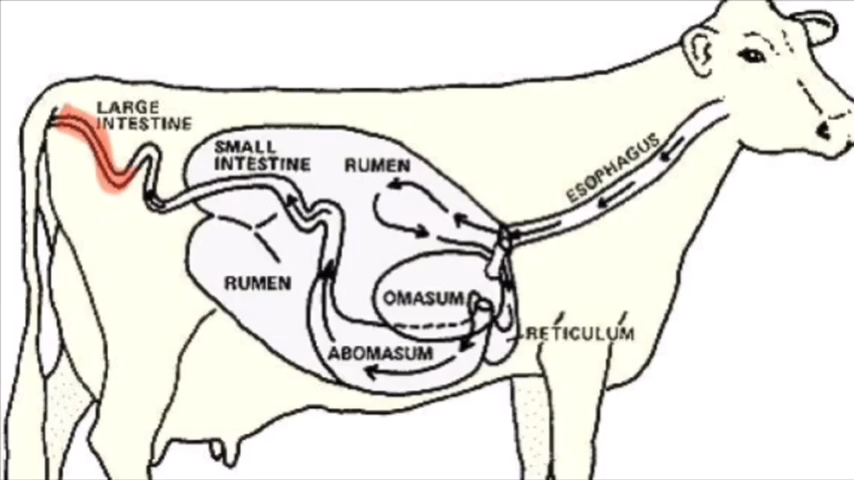 LARGE
INTESTINE
SMALL
INTESTINE
RUMEN
ESOPHAGUS
RUMEN
OMASUM
RETICULUM
ABOMASUM